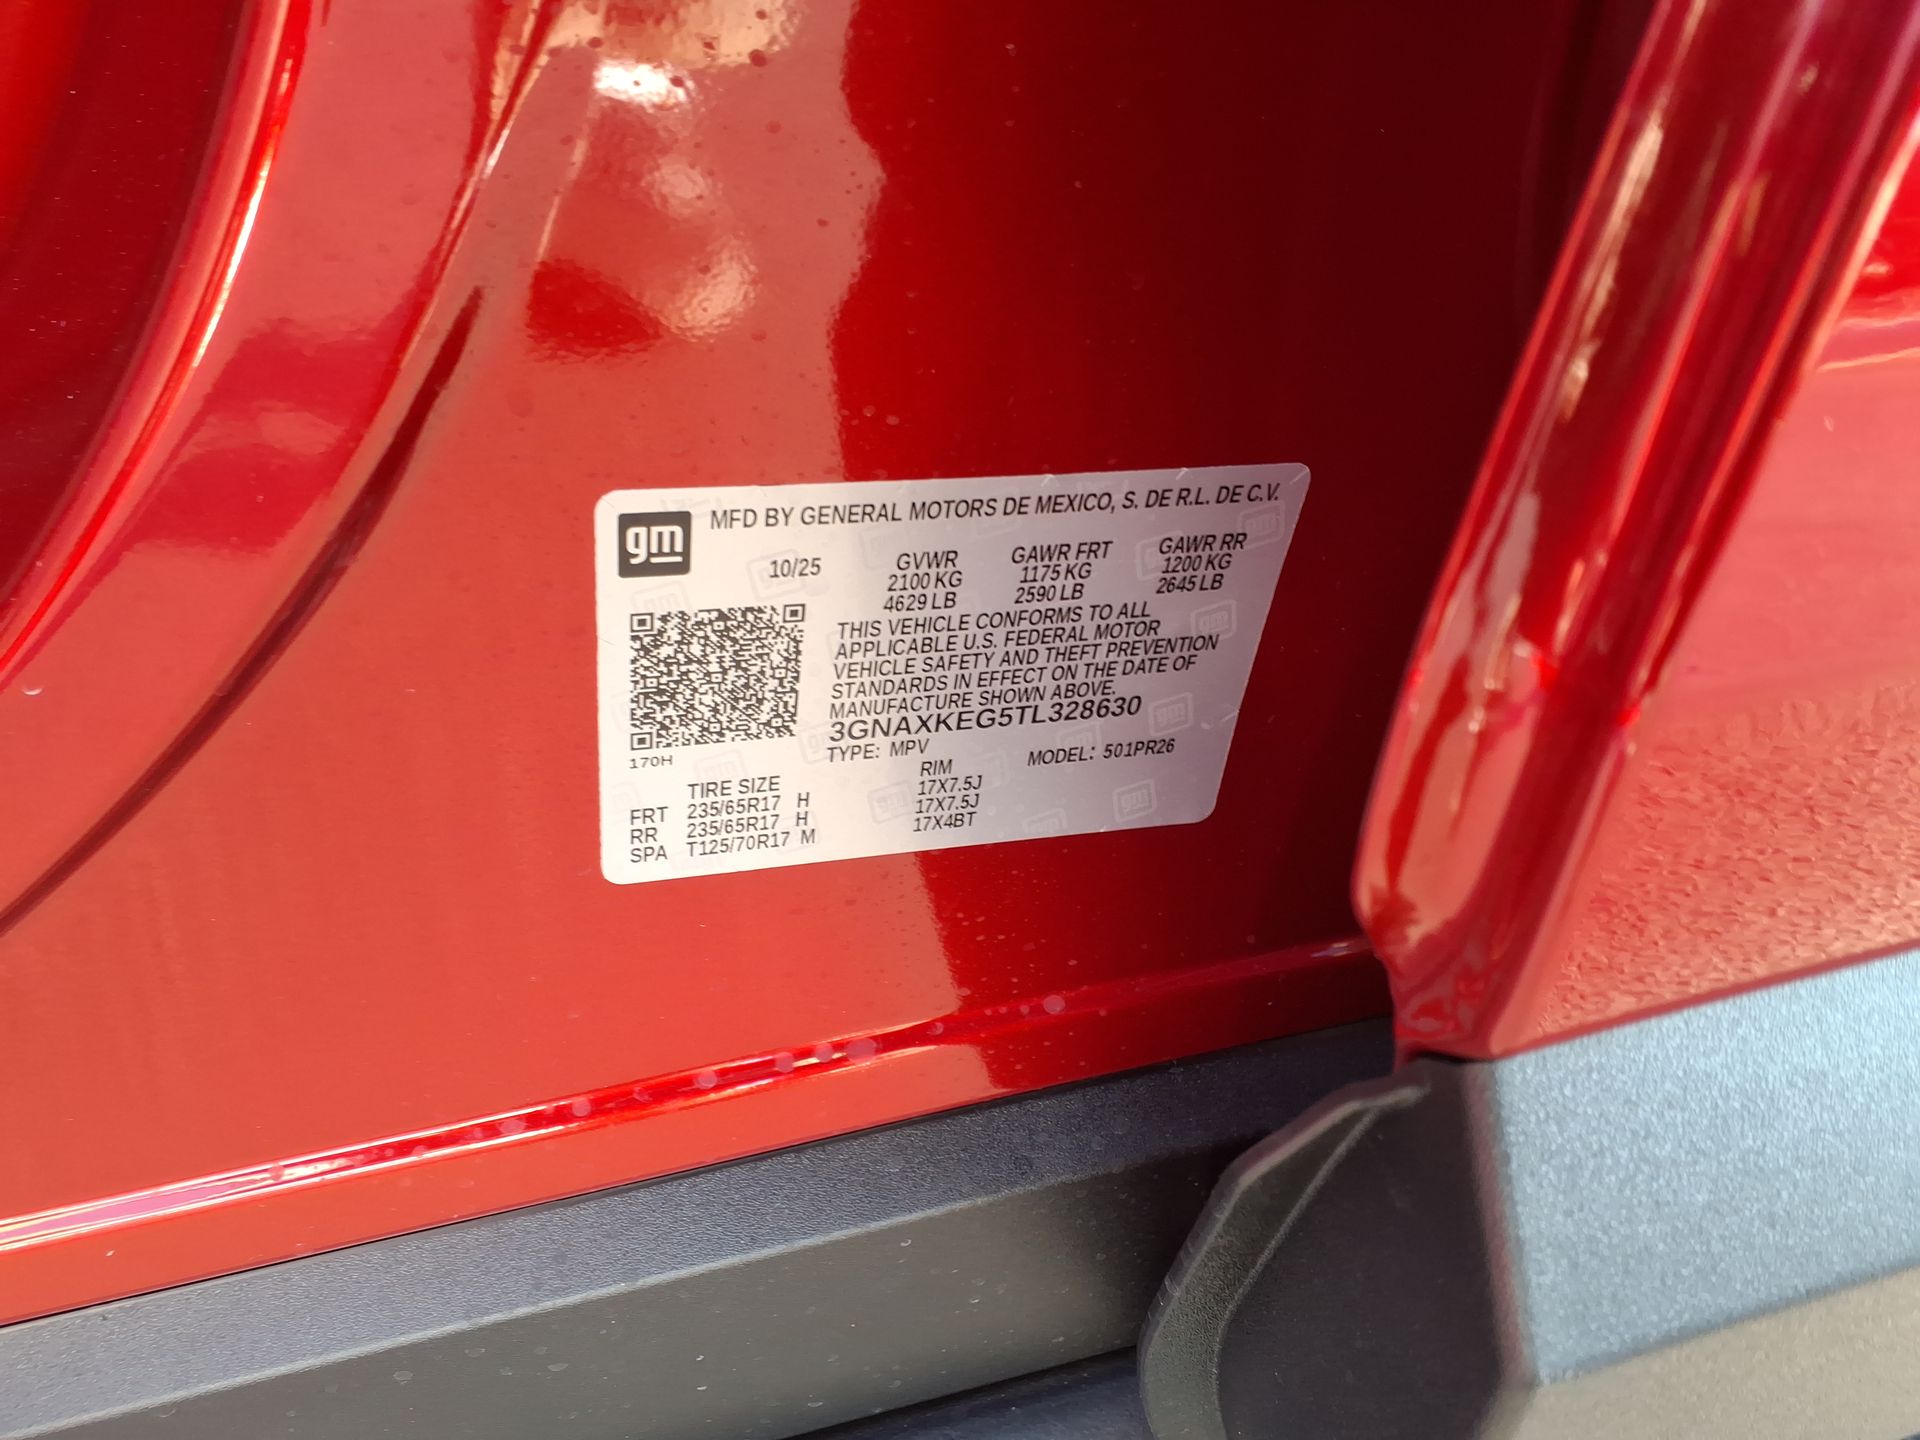 gm
MFD BY GENERAL MOTORS DE MEXICO, S. DE R.L. DE C.V.
10/25 GVWR GAWR FRT GAWR RR
2100 KG 1175 KG 1200 KG
4629 LB 2590 LB 2645 LB
THIS VEHICLE CONFORMS TO ALL
APPLICABLE U.S. FEDERAL MOTOR
VEHICLE SAFETY AND THEFT PREVENTION
STANDARDS IN EFFECT ON THE DATE OF
MANUFACTURE SHOWN ABOVE.
3GNAXKEG5TL328630
TYPE: MPV MODEL: 501PR26
170H
TIRE SIZE RIM
FRT 235/65R17 H 17X7.5J
RR 235/65R17 H 17X7.5J
SPA T125/70R17 M 17X4BT